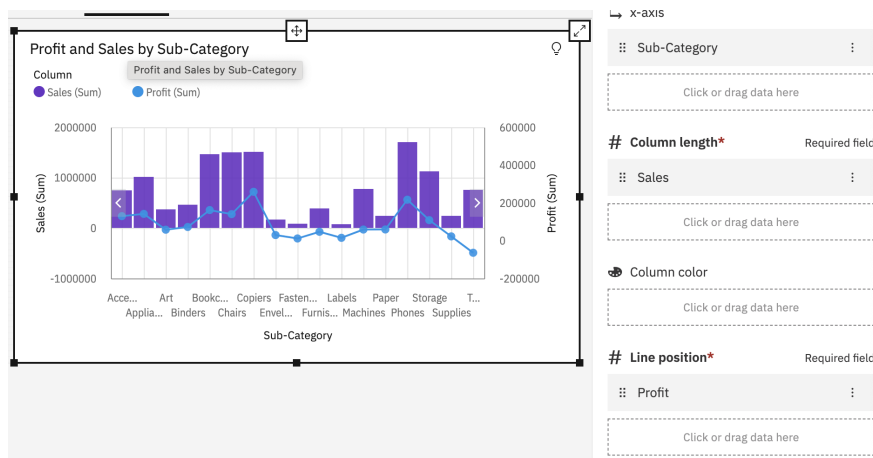 x-axis
Profit and Sales by Sub-Category
Sub-Category
Profit and Sales by Sub-Category
Column
Sales (Sum) Profit (Sum)
Click or drag data here
2000000 600000
# Column length* Required field
400000
1000000
Sales
200000
Sales (Sum)
Profit (Sum)
0
0
Click or drag data here
-1000000 -200000
Column color
Acce... Art Bookc... Copiers Fasten... Labels Paper Storage T...
Applia... Binders Chairs Envel... Furnis... Machines Phones Supplies
Click or drag data here
Sub-Category
# Line position* Required field
Profit
Click or drag data here